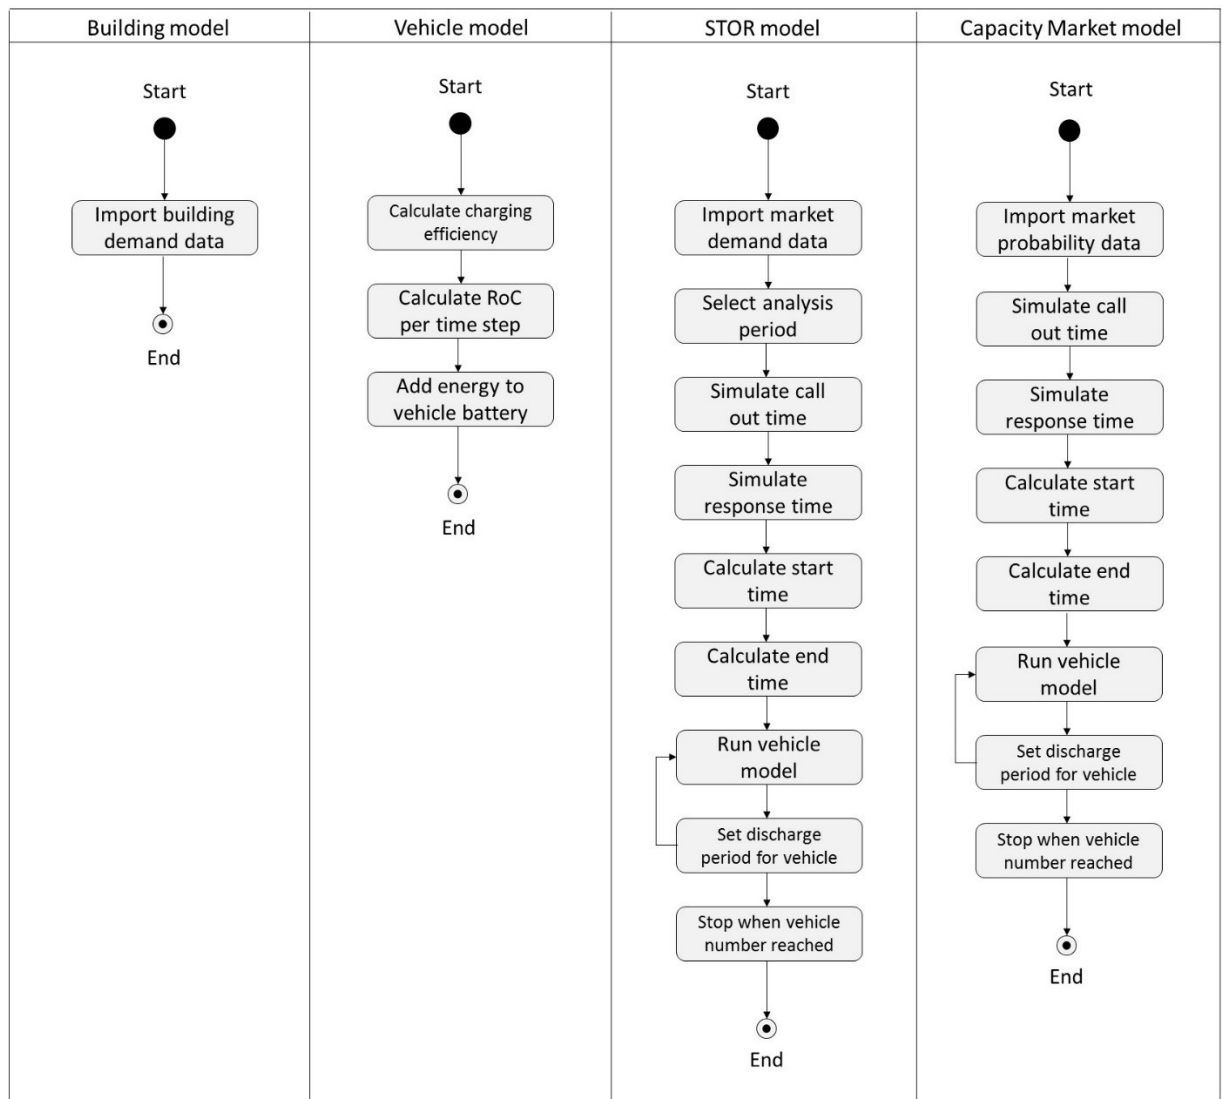 Building model
Vehicle model
STOR model
Capacity Market model
Start
Import building
demand data
End
Start
Calculate charging
efficiency
Calculate RoC
per time step
Add energy to
vehicle battery
End
Start
Import market
demand data
Select analysis
period
Simulate call
out time
Simulate
response time
Calculate start
time
Calculate end
time
Run vehicle
model
Set discharge
period for vehicle
Stop when vehicle
number reached
End
Start
Import market
probability data
Simulate call
out time
Simulate
response time
Calculate start
time
Calculate end
time
Run vehicle
model
Set discharge
period for vehicle
Stop when vehicle
number reached
End